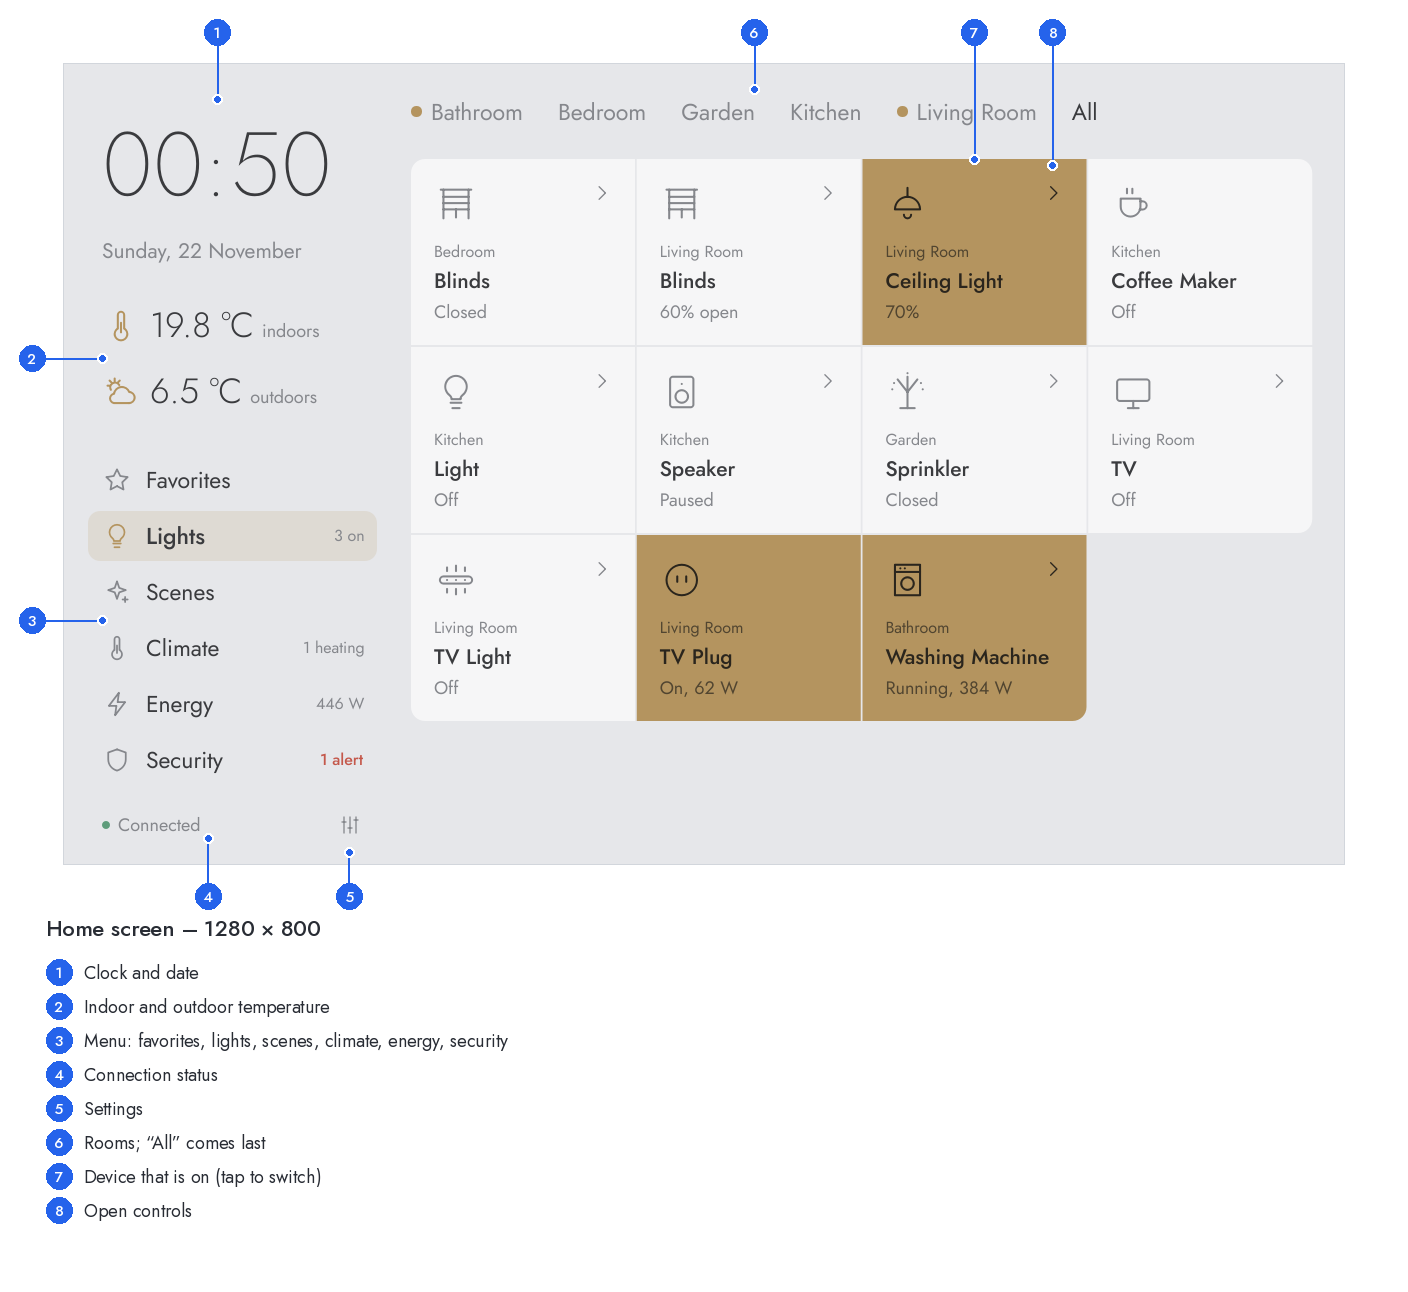 1
6
7
8
00:50
Sunday, 22 November
19.8 °C indoors
2
6.5 °C outdoors
Favorites
Lights 3 on
Scenes
3
Climate 1 heating
Energy 446 W
Security 1 alert
Connected
4
5
Bathroom Bedroom Garden Kitchen Living Room All
Bedroom
Blinds
Closed
Living Room
Blinds
60% open
Living Room
Ceiling Light
70%
Kitchen
Coffee Maker
Off
Kitchen
Light
Off
Kitchen
Speaker
Paused
Garden
Sprinkler
Closed
Living Room
TV
Off
Living Room
TV Light
Off
Living Room
TV Plug
On, 62 W
Bathroom
Washing Machine
Running, 384 W
Home screen – 1280 × 800
1 Clock and date
2 Indoor and outdoor temperature
3 Menu: favorites, lights, scenes, climate, energy, security
4 Connection status
5 Settings
6 Rooms; “All” comes last
7 Device that is on (tap to switch)
8 Open controls